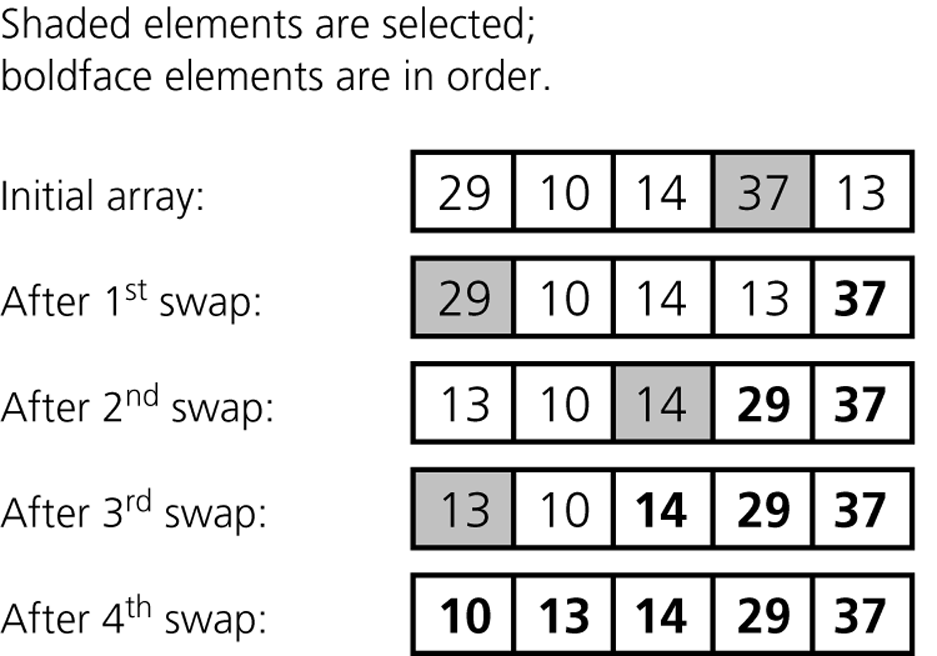 Shaded elements are selected;
boldface elements are in order.
Initial array: 29 10 14 37 13
After 1st swap: 29 10 14 13 37
After 2nd swap: 13 10 14 29 37
After 3rd swap: 13 10 14 29 37
After 4th swap: 10 13 14 29 37